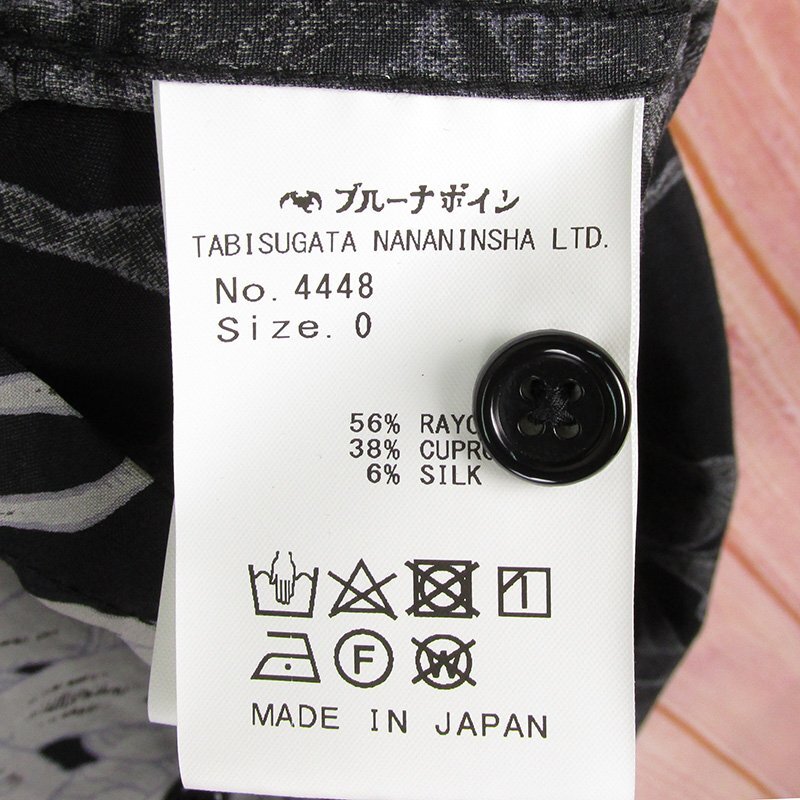 ブルーナボイン
TABISUGATA NANANINSHA LTD.
No. 4448
Size. 0
56%
38%
6% SILK
F
W
MADE IN JAPAN